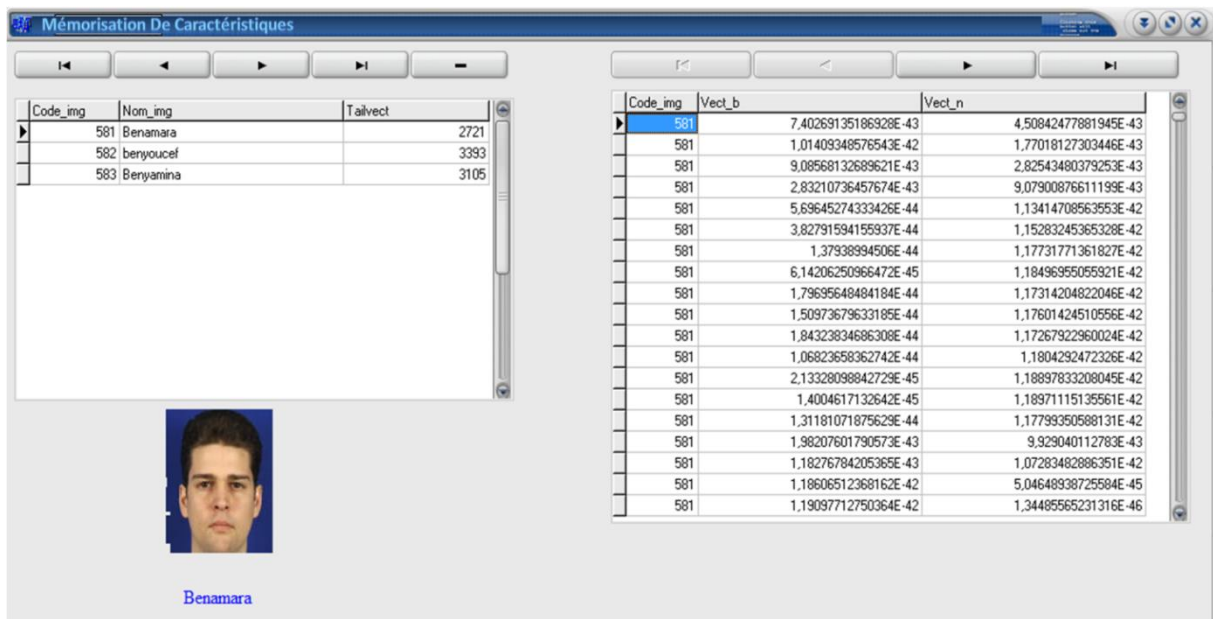 Mémorisation De Caractéristiques
Code_img Nom_img Tailvect
581 Benamara 2721
582 benyoucef 3393
583 Benyamina 3105
Benamara
Code_img Vect_b Vect_n
581 7,40269135186928E-43 4,50842477881945E-43
581 1,01409348576543E-42 1,77018127303446E-43
581 9,08568132689621E-43 2,82543480379253E-43
581 2,83210736457674E-43 9,07900876611199E-43
581 5,69645274333426E-44 1,13414708563553E-42
581 3,82791594155937E-44 1,15283245365328E-42
581 1,37938994506E-44 1,17731771361827E-42
581 6,14206250966472E-45 1,18496955055921E-42
581 1,79695648484184E-44 1,17314204822046E-42
581 1,50973679633185E-44 1,17601424510556E-42
581 1,84323834686308E-44 1,17267922960024E-42
581 1,06823658362742E-44 1,1804292472326E-42
581 2,13328098842729E-45 1,18897833208045E-42
581 1,4004617132642E-45 1,18971115135561E-42
581 1,31181071875629E-44 1,17799350588131E-42
581 1,98207601790573E-43 9,929040112783E-43
581 1,18276784205365E-43 1,07283482886351E-42
581 1,18606512368162E-42 5,04648938725584E-45
581 1,19097712750364E-42 1,34485565231316E-46